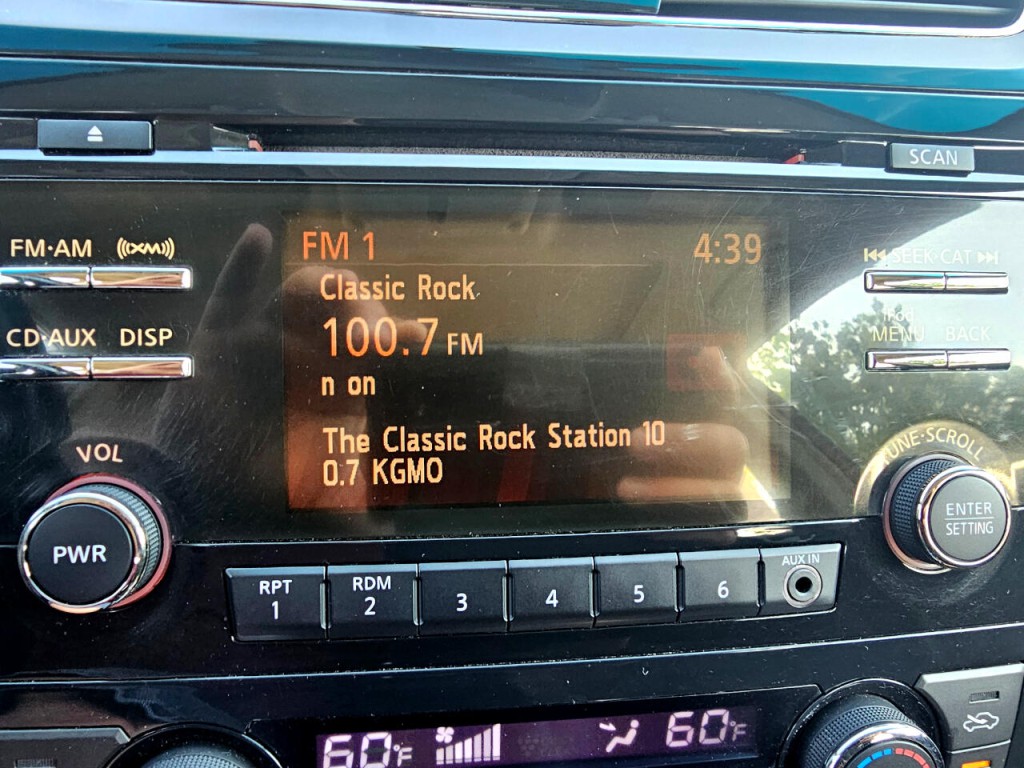 SCAN
FM·AM
((XM))
FM 1
4:39
SEEK·CAT
Classic Rock
CD·AUX
DISP
100.7 FM
iPod
MENU
BACK
n on
The Classic Rock Station 10
0.7 KGMO
VOL
TUNE·SCROLL
PWR
ENTER
SETTING
RPT
1
RDM
2
3
4
5
6
AUX IN
60°F
60°F